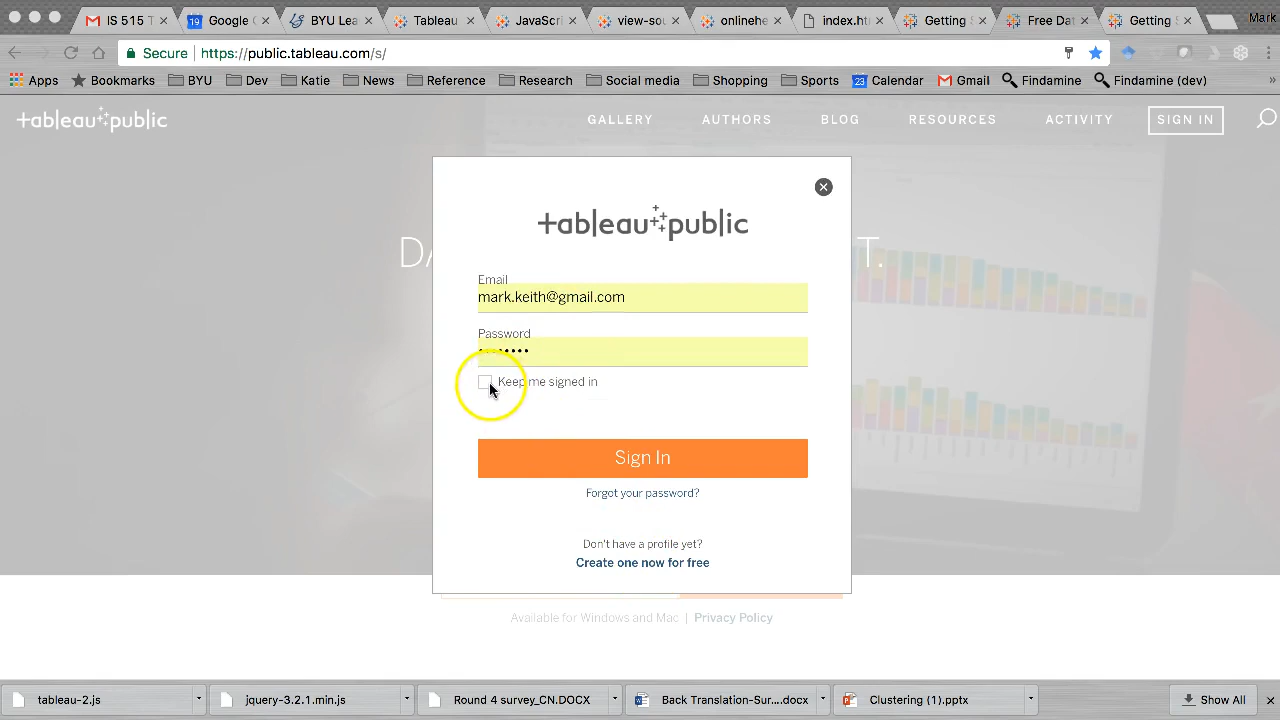 IS 515 T
Google
BYU Lea
Tableau
JavaScri
view-sou
onlinehe
index.ht
Getting S
Free Dat
Getting S
Mark
Secure
https://public.tableau.com/s/
Apps
Bookmarks
BYU
Dev
Katie
News
Reference
Research
Social media
Shopping
Sports
Calendar
Gmail
Findamine
Findamine (dev)
»
tableau public
GALLERY
AUTHORS
BLOG
RESOURCES
ACTIVITY
SIGN IN
tableau public
DA
T.
Email
mark.keith@gmail.com
Password
••••••••
Keep me signed in
Sign In
Forgot your password?
Don't have a profile yet?
Create one now for free
Available for Windows and Mac | Privacy Policy
tableau-2.js
jquery-3.2.1.min.js
Round 4 survey_CN.DOCX
Back Translation-Sur....docx
Clustering (1).pptx
Show All